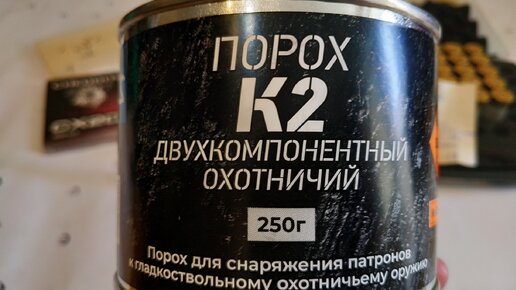 ПОРОХ
К2
ДВУХКОМПОНЕНТНЫЙ
ОХОТНИЧИЙ
250г
Порох для снаряжения патронов
к гладкоствольному охотничьему оружию